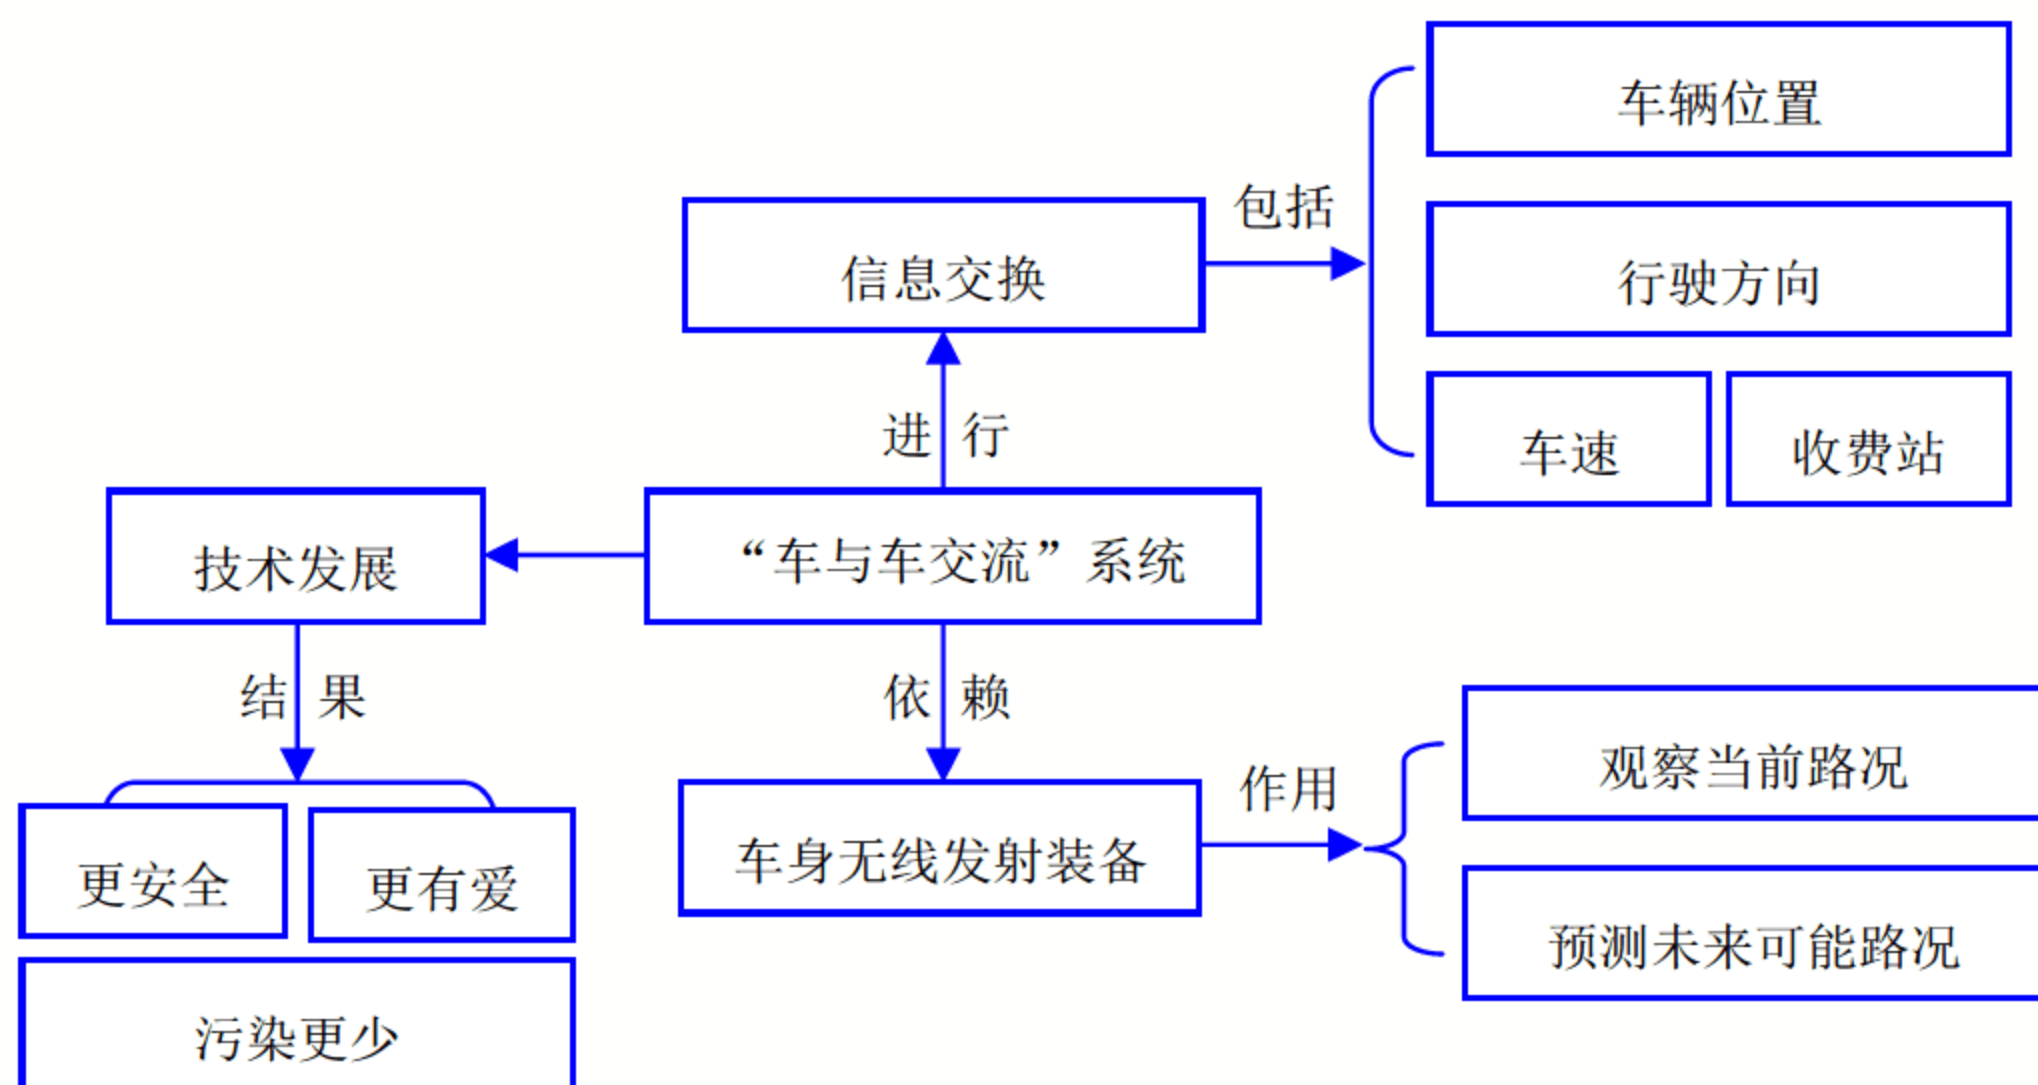 车辆位置
包括
信息交换
行驶方向
进 行
车速
收费站
技术发展
“车与车交流”系统
结 果
依 赖
观察当前路况
作用
更安全
更有爱
车身无线发射装备
预测未来可能路况
污染更少